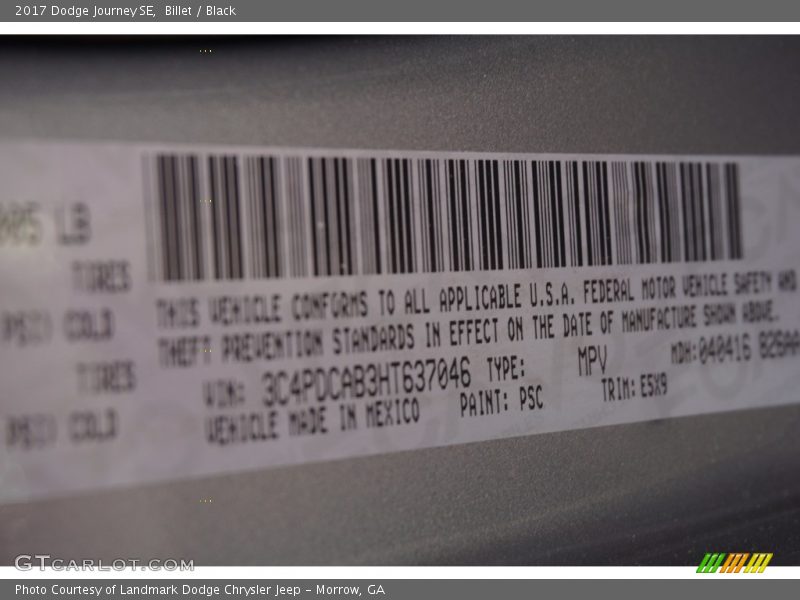 2017 Dodge Journey SE, Billet / Black
LB
TIRES
PSI) COLD
TIRES
PSI) COLD
THIS VEHICLE CONFORMS TO ALL APPLICABLE U.S.A. FEDERAL MOTOR VEHICLE SAFETY AND
THEFT PREVENTION STANDARDS IN EFFECT ON THE DATE OF MANUFACTURE SHOWN ABOVE.
VIN: 3C4PDCAB3HT637046 TYPE: MPV MDH:040416 026AA
VEHICLE MADE IN MEXICO PAINT: PSC TRIM: E5X9
GTCARLOT.COM
Photo Courtesy of Landmark Dodge Chrysler Jeep – Morrow, GA